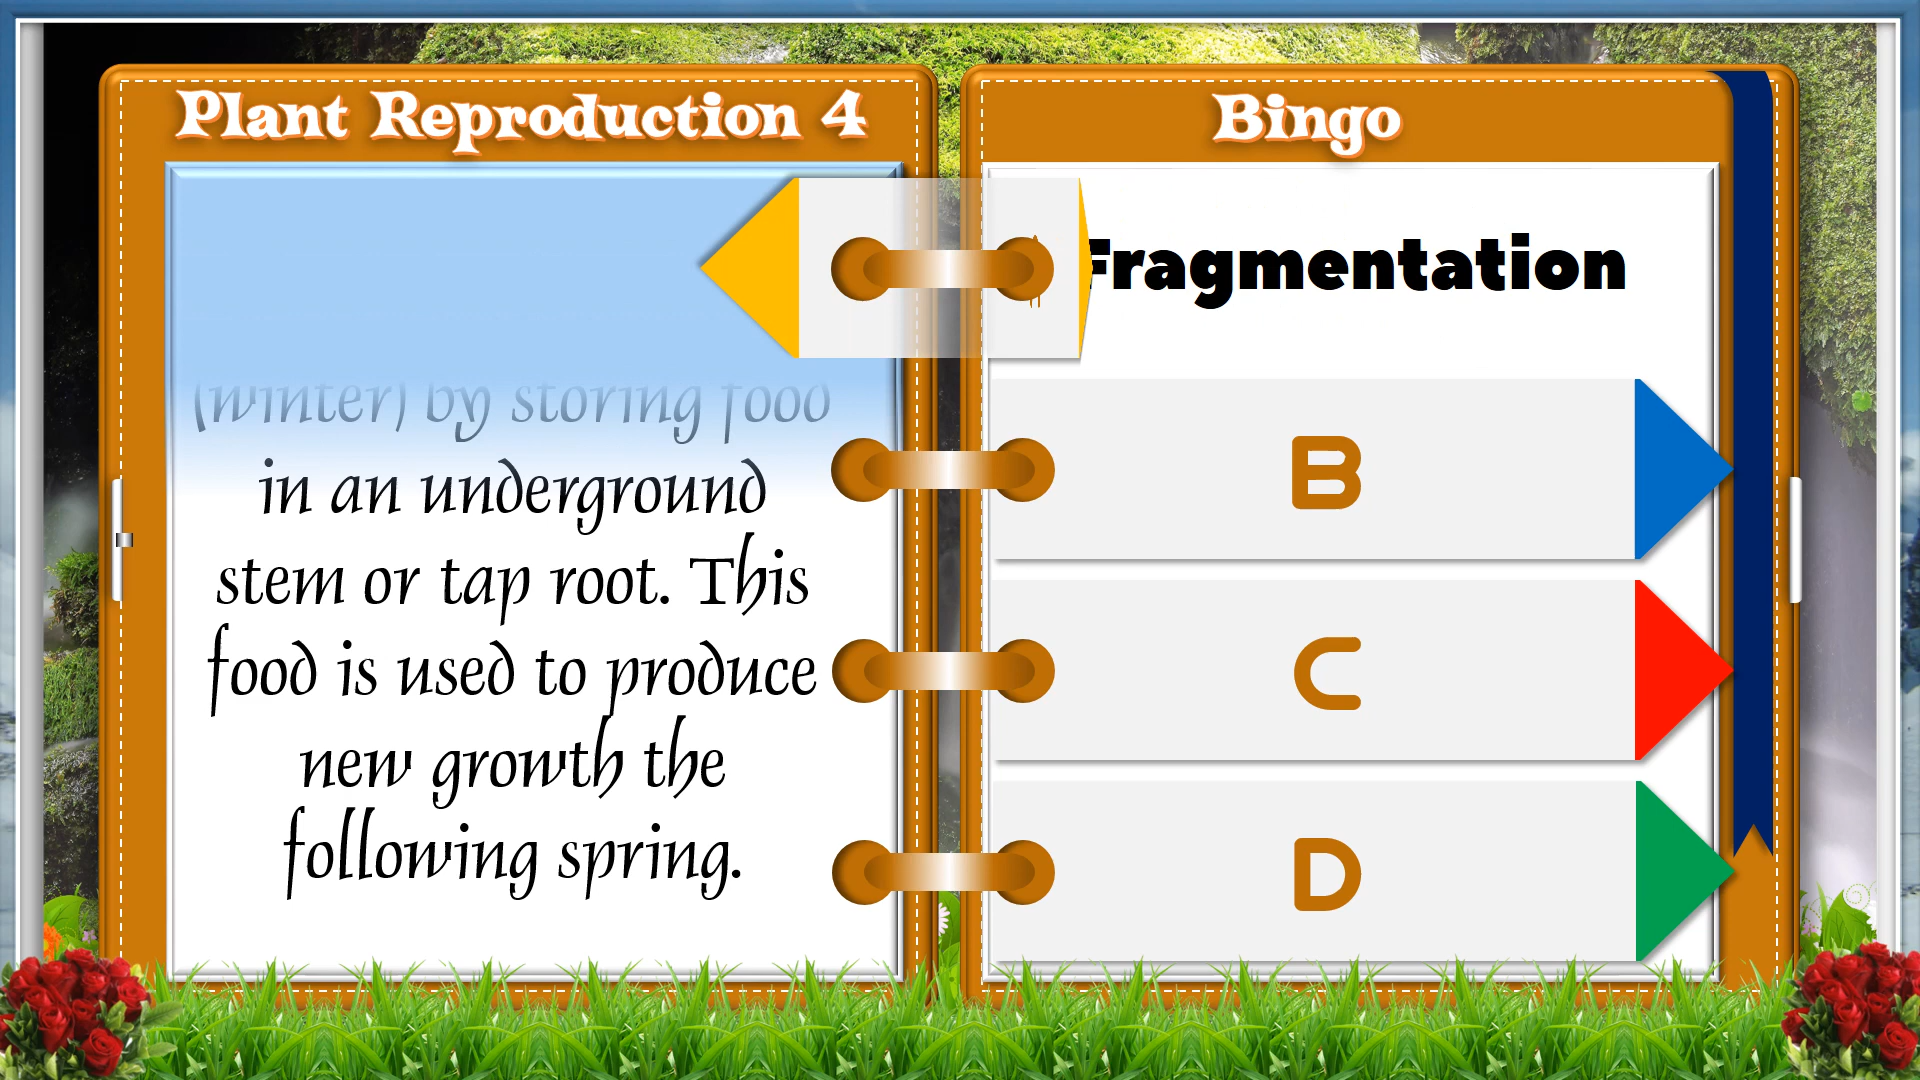 Plant Reproduction 4
(winter) by storing food
in an underground
stem or tap root. This
food is used to produce
new growth the
following spring.
Bingo
Fragmentation
B
C
D